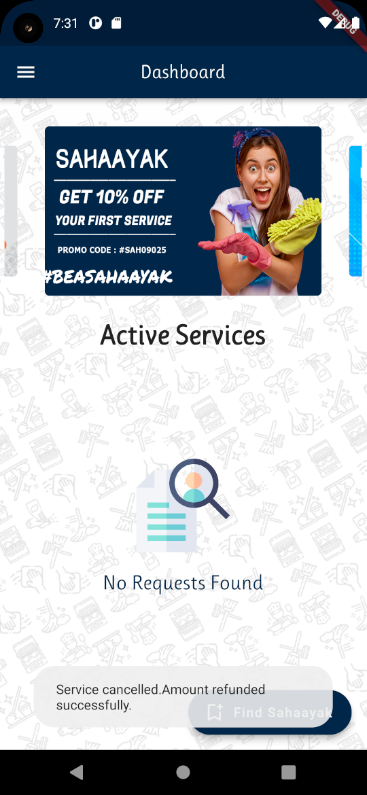 7:31
DEBUG
Dashboard
SAHAAYAK
GET 10% OFF
YOUR FIRST SERVICE
PROMO CODE : #SAH09025
#BEASAHAAYAK
Active Services
No Requests Found
Service cancelled.Amount refunded
successfully.
Find Sahaayak